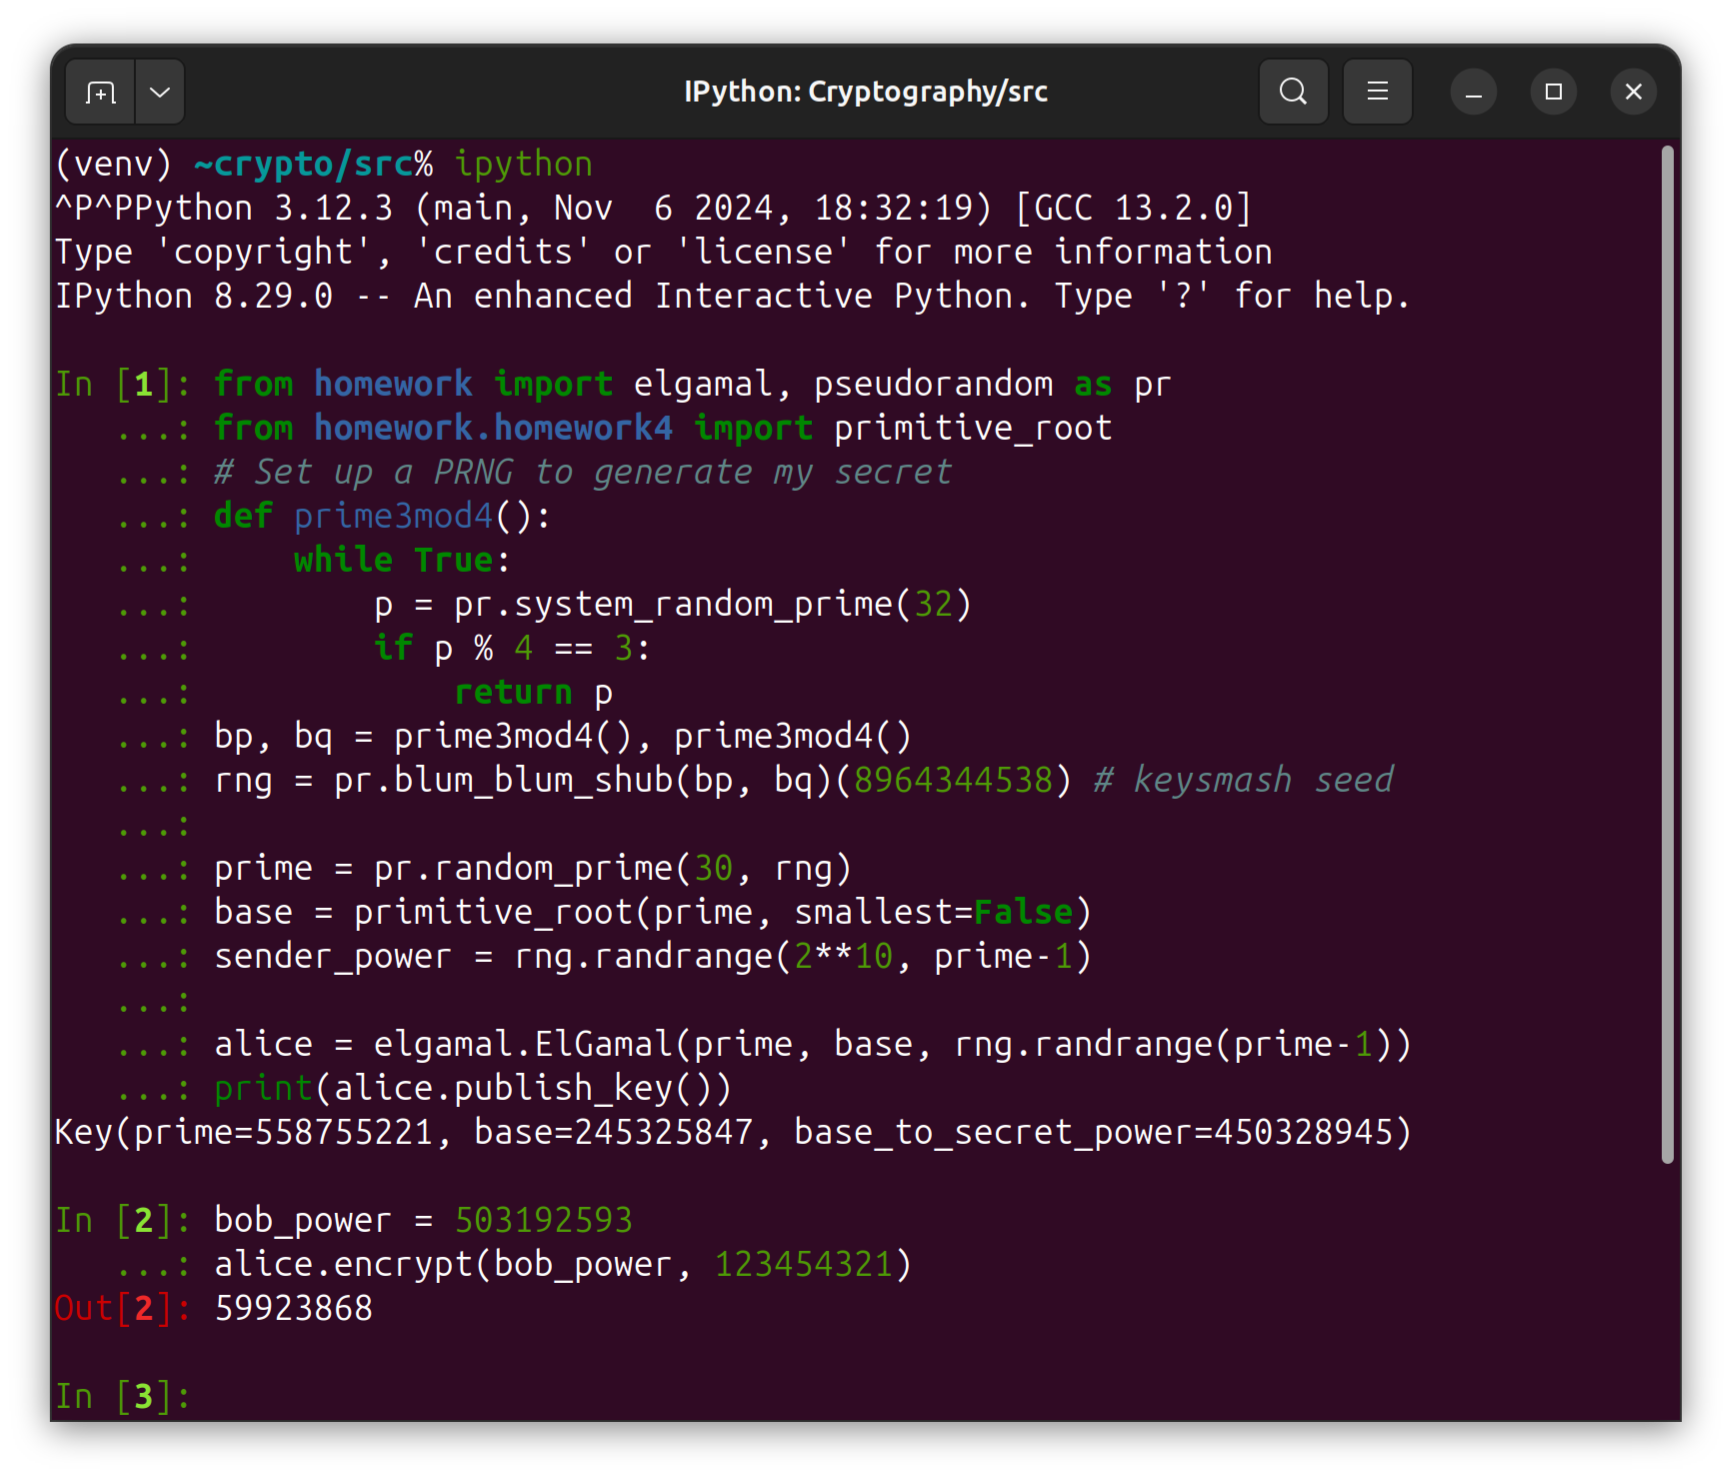 IPython: Cryptography/src
(venv) ~crypto/src% ipython
^P^PPython 3.12.3 (main, Nov  6 2024, 18:32:19) [GCC 13.2.0]
Type 'copyright', 'credits' or 'license' for more information
IPython 8.29.0 -- An enhanced Interactive Python. Type '?' for help.

In [1]: from homework import elgamal, pseudorandom as pr
   ...: from homework.homework4 import primitive_root
   ...: # Set up a PRNG to generate my secret
   ...: def prime3mod4():
   ...:     while True:
   ...:         p = pr.system_random_prime(32)
   ...:         if p % 4 == 3:
   ...:             return p
   ...: bp, bq = prime3mod4(), prime3mod4()
   ...: rng = pr.blum_blum_shub(bp, bq)(8964344538) # keysmash seed
   ...:
   ...: prime = pr.random_prime(30, rng)
   ...: base = primitive_root(prime, smallest=False)
   ...: sender_power = rng.randrange(2**10, prime-1)
   ...:
   ...: alice = elgamal.ElGamal(prime, base, rng.randrange(prime-1))
   ...: print(alice.publish_key())
Key(prime=558755221, base=245325847, base_to_secret_power=450328945)

In [2]: bob_power = 503192593
   ...: alice.encrypt(bob_power, 123454321)
Out[2]: 59923868

In [3]: